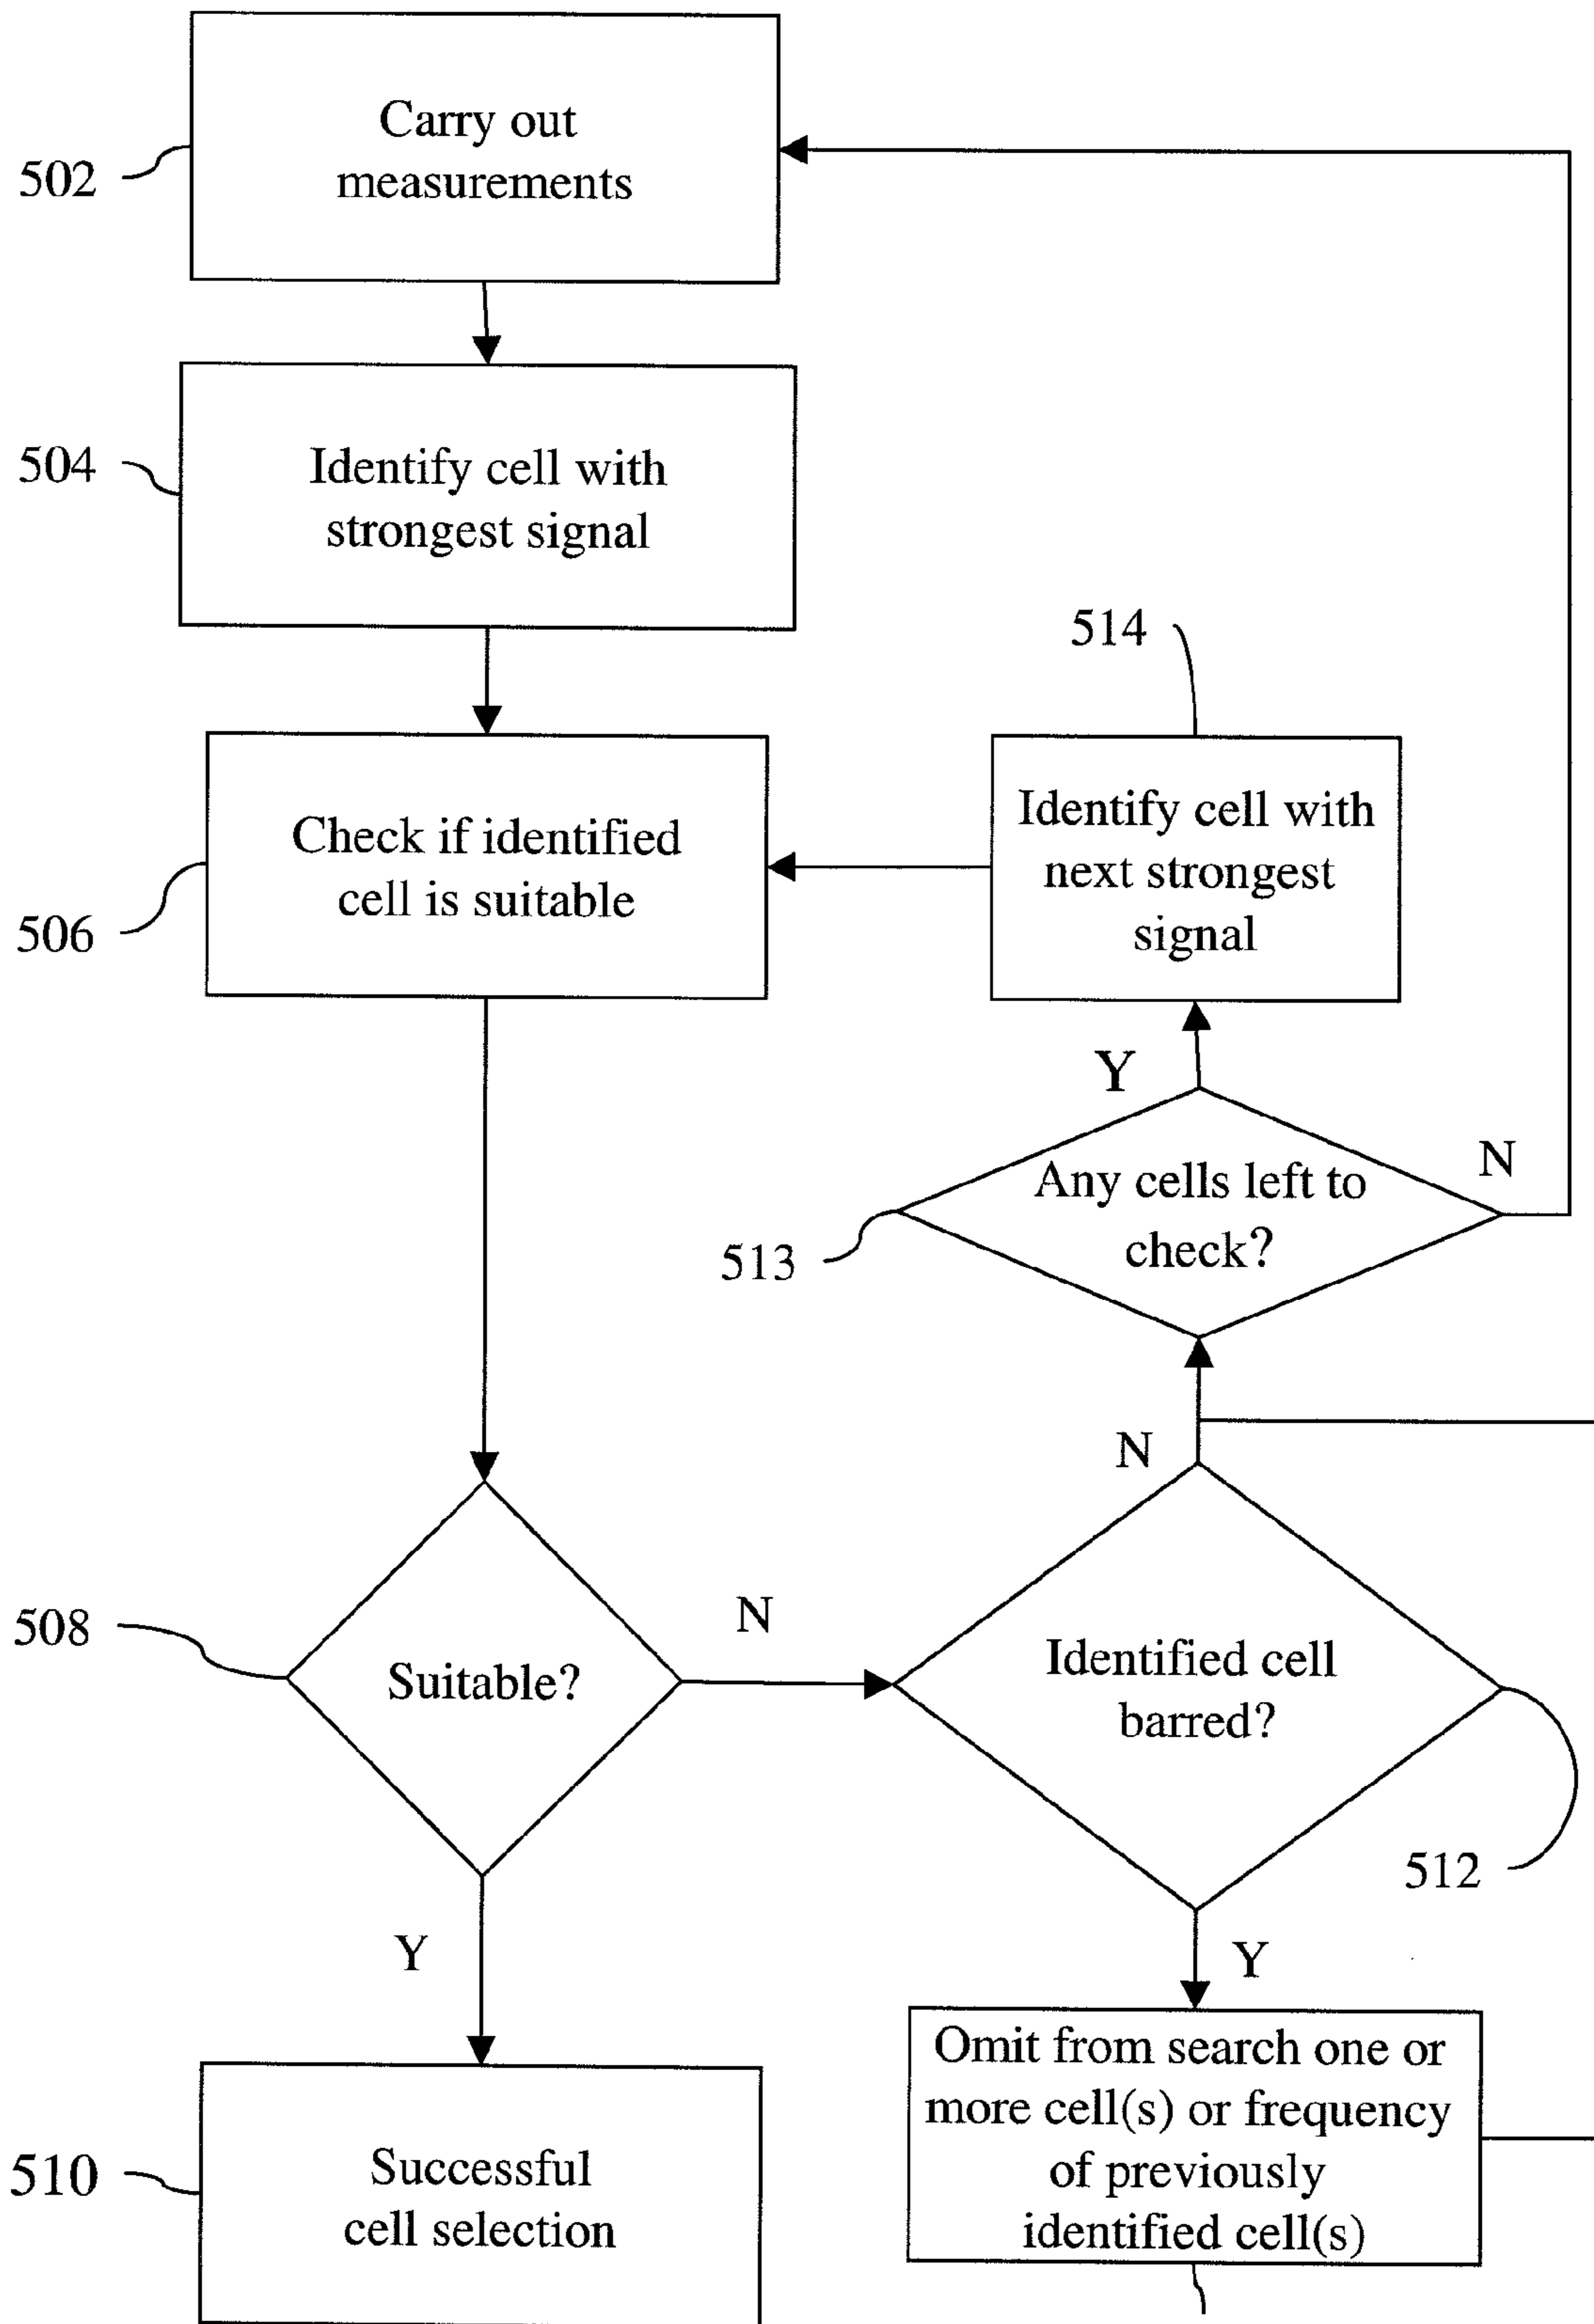 Carry out
measurements
502
504
Identify cell with
strongest signal
514
Check if identified
cell is suitable
506
Identify cell with
next strongest
signal
Y
N
Any cells left to
check?
513
N
508
Suitable?
N
Identified cell
barred?
512
Y
Y
510
Successful
cell selection
Omit from search one or
more cell(s) or frequency
of previously
identified cell(s)